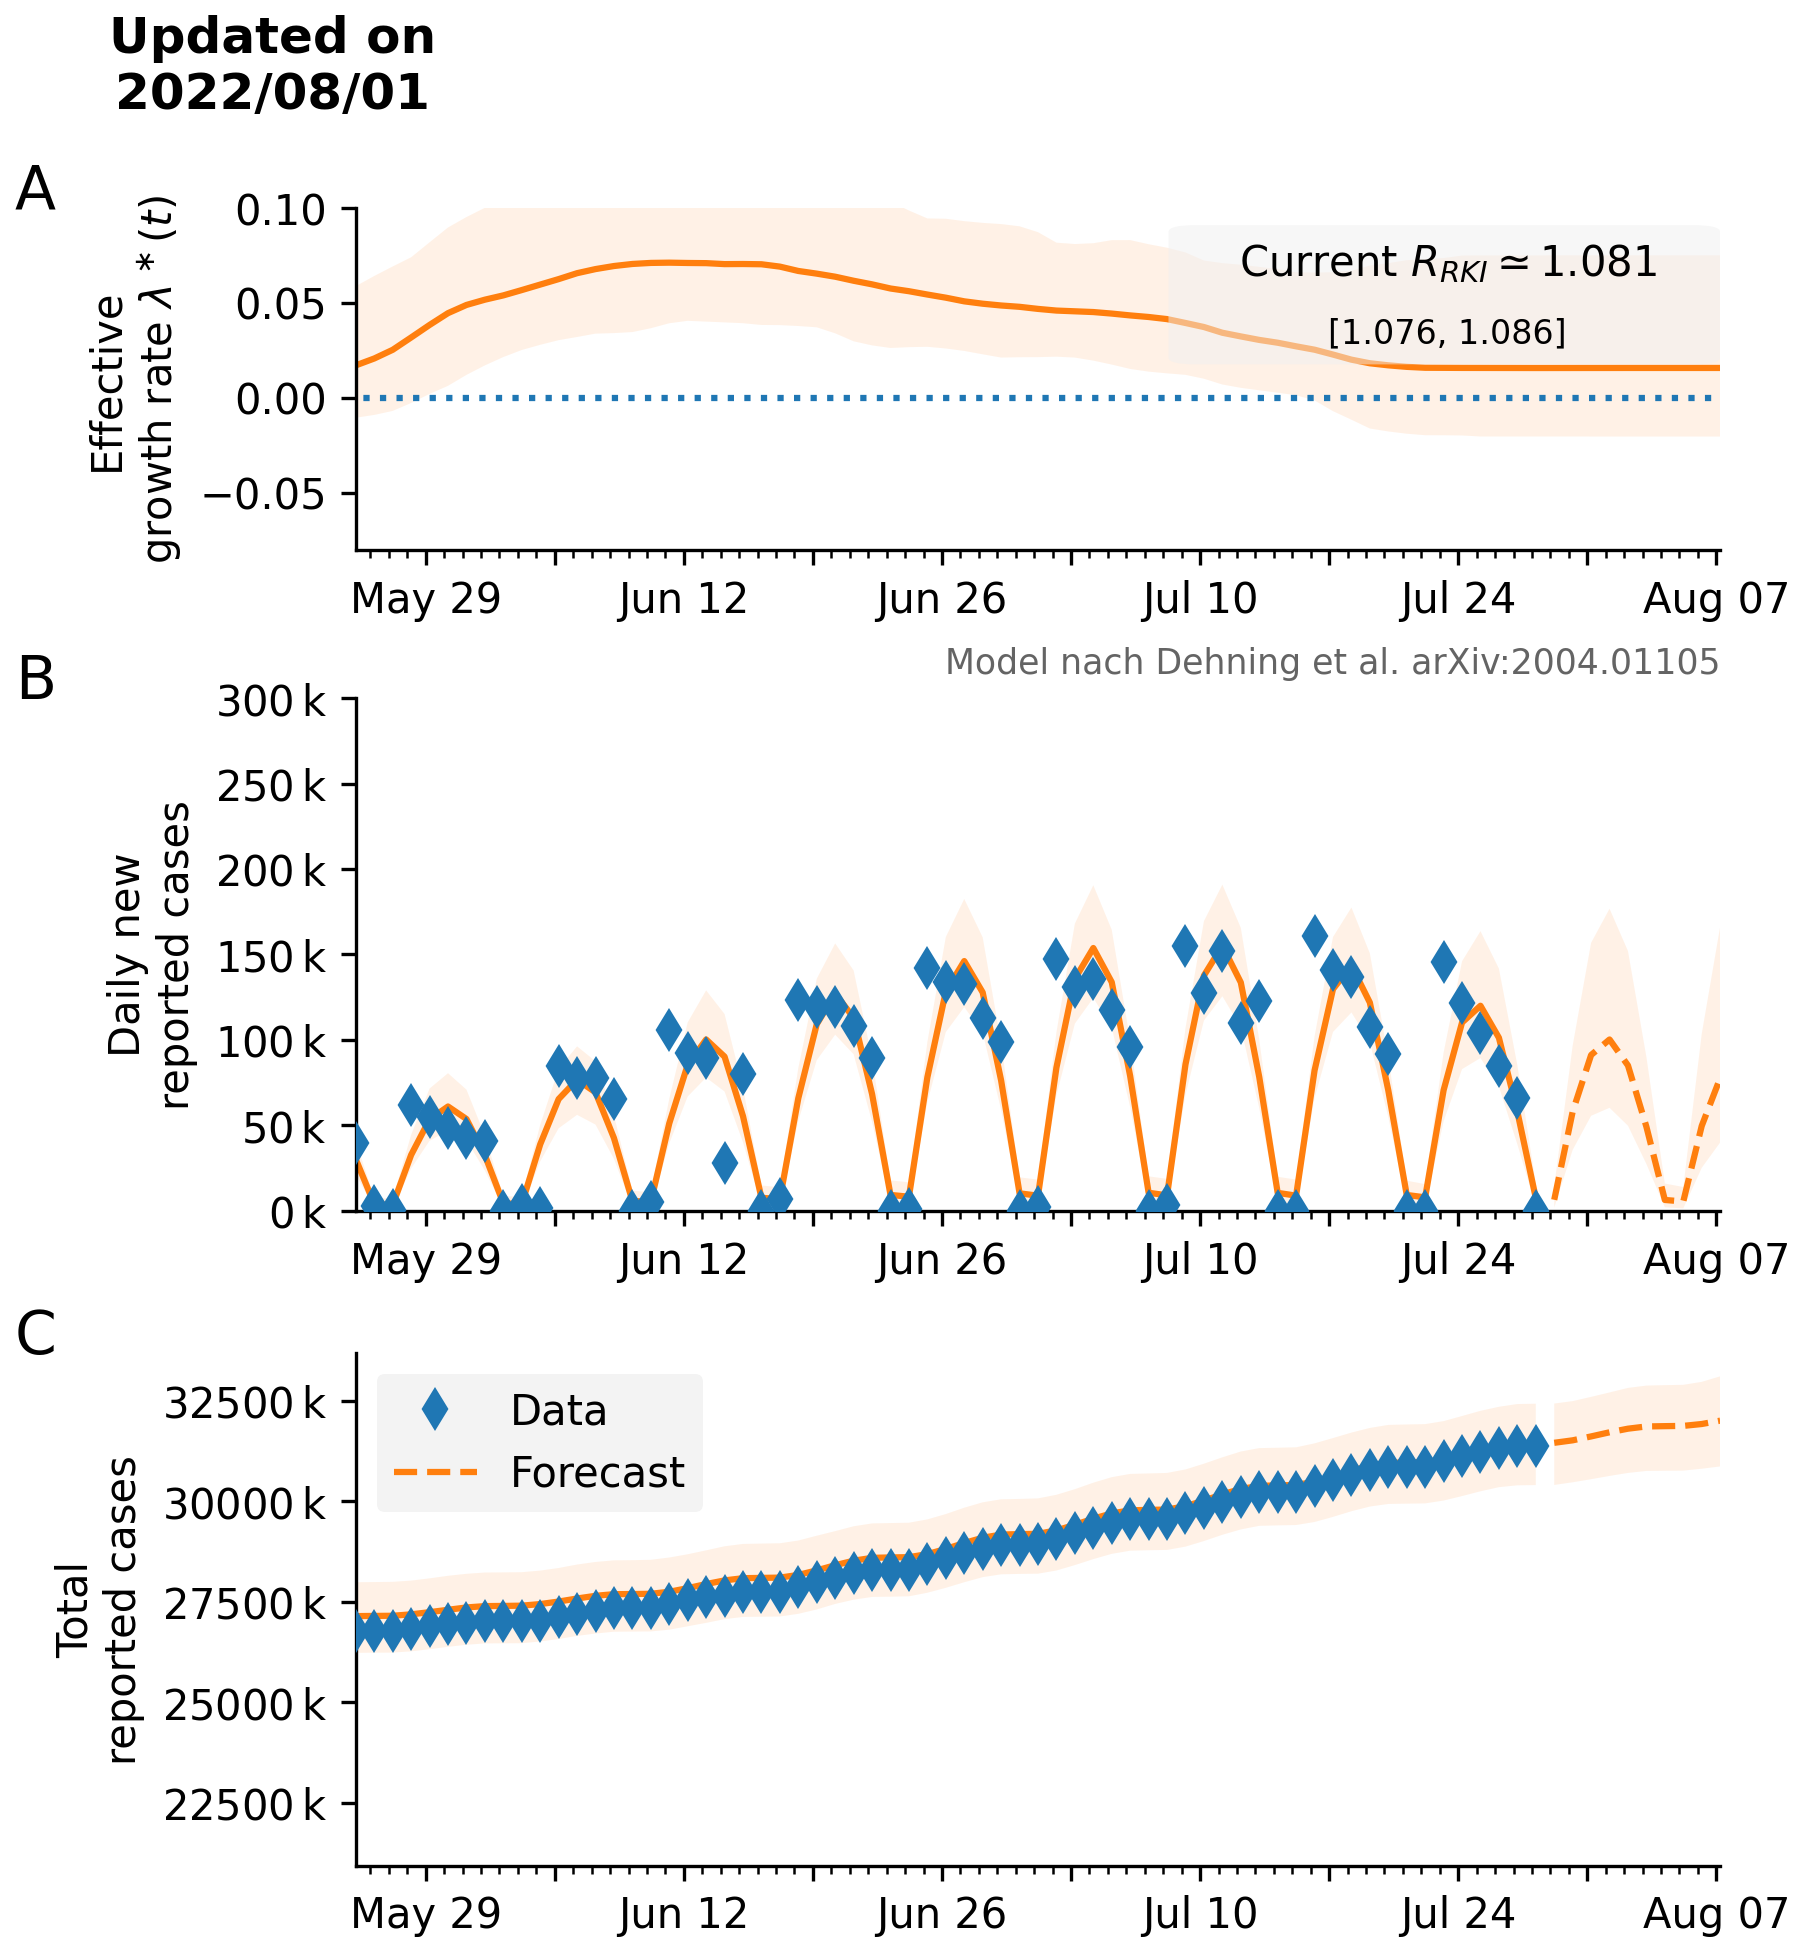 Updated on
2022/08/01
A
Effective
growth rate λ * (t)
0.10
0.05
0.00
−0.05
Current R_RKI ≃ 1.081
[1.076, 1.086]
May 29
Jun 12
Jun 26
Jul 10
Jul 24
Aug 07
Model nach Dehning et al. arXiv:2004.01105
B
Daily new
reported cases
300 k
250 k
200 k
150 k
100 k
50 k
0 k
May 29
Jun 12
Jun 26
Jul 10
Jul 24
Aug 07
C
Total
reported cases
32500 k
30000 k
27500 k
25000 k
22500 k
Data
Forecast
May 29
Jun 12
Jun 26
Jul 10
Jul 24
Aug 07